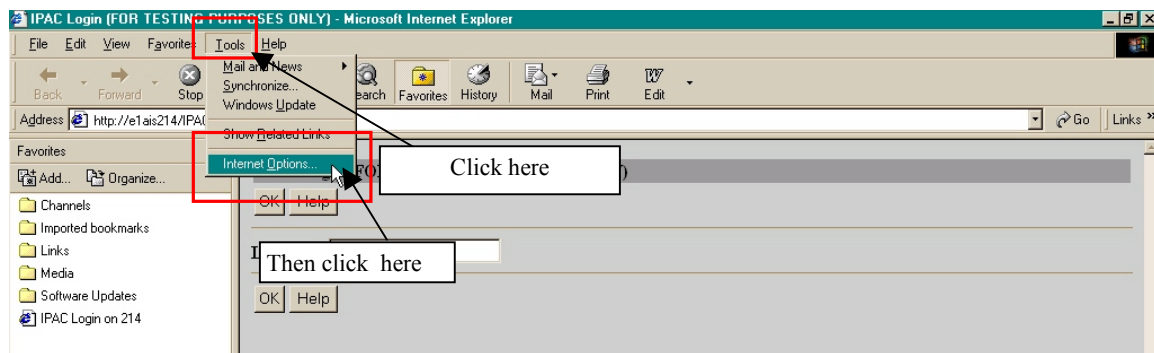 IPAC Login (FOR TESTING PURPOSES ONLY) - Microsoft Internet Explorer
File Edit View Favorites Tools Help
Mail and News
Synchronize...
Windows Update
Show Related Links
Internet Options...
Back Forward Stop Search Favorites History Mail Print Edit
Address http://e1ais214/IPAC Go Links »
Favorites
Add... Organize...
Channels
Imported bookmarks
Links
Media
Software Updates
IPAC Login on 214
Click here
OK Help
Then click here
OK Help